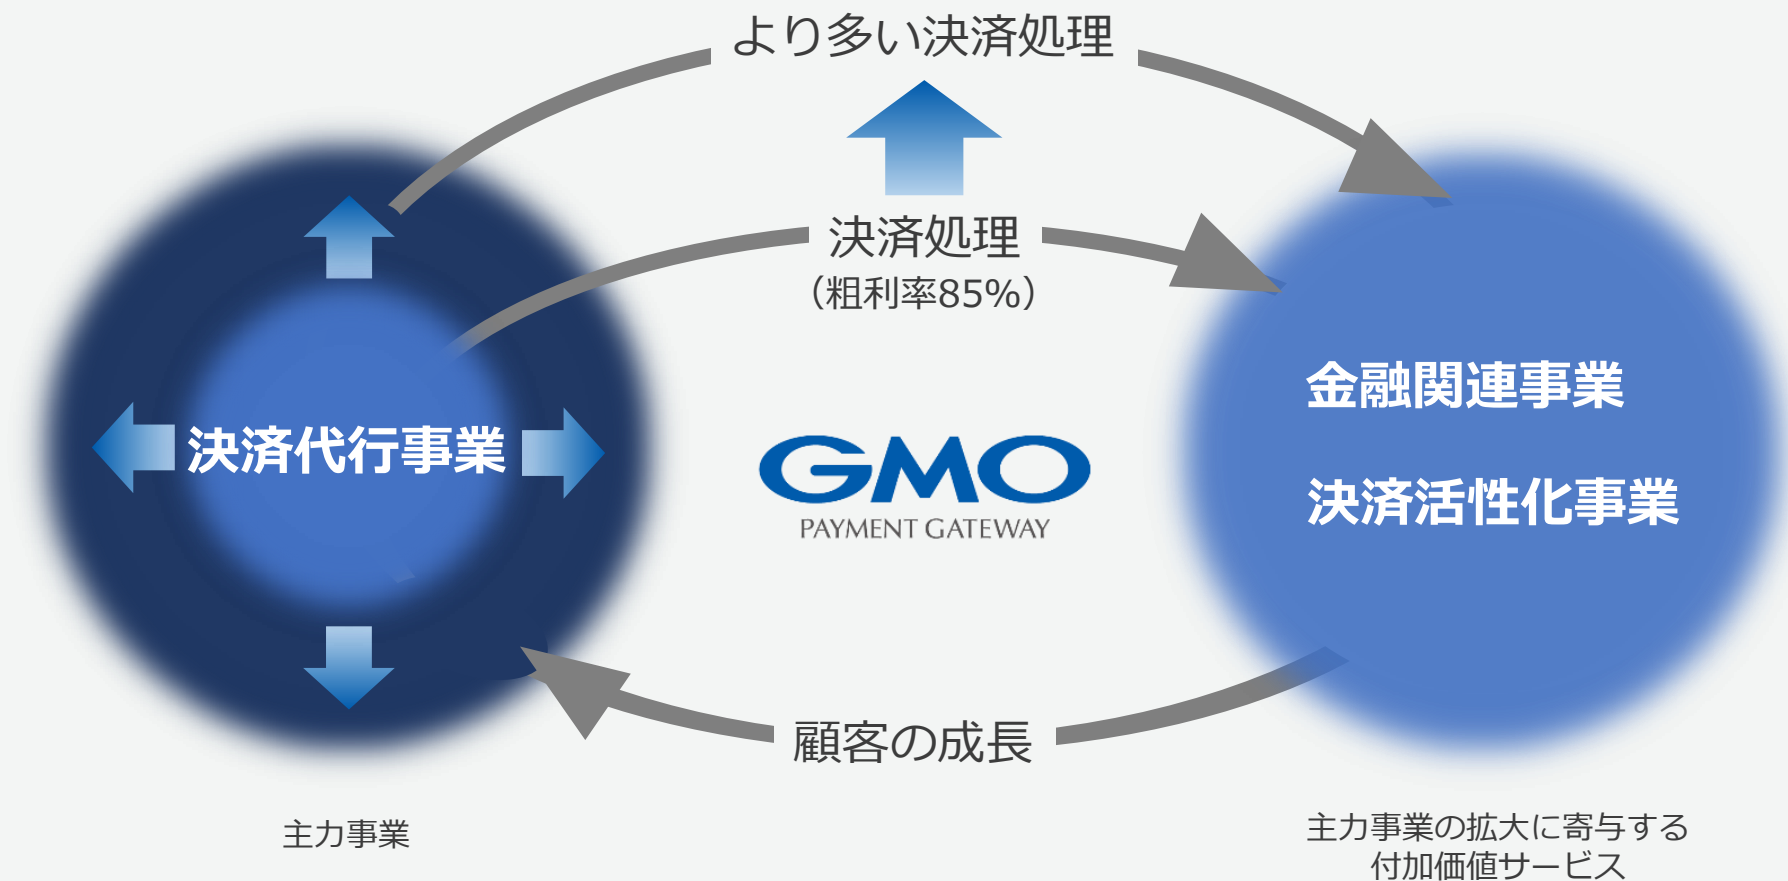 より多い決済処理
決済処理
（粗利率85%）
決済代行事業
GMO
PAYMENT GATEWAY
金融関連事業
決済活性化事業
顧客の成長
主力事業
主力事業の拡大に寄与する
付加価値サービス